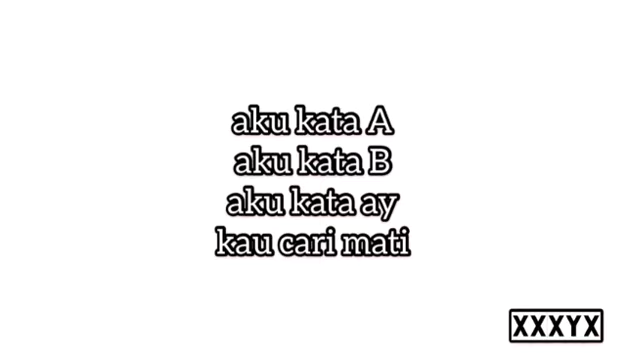 aku kata A
aku kata B
aku kata ay
kau cari mati
XXXYX